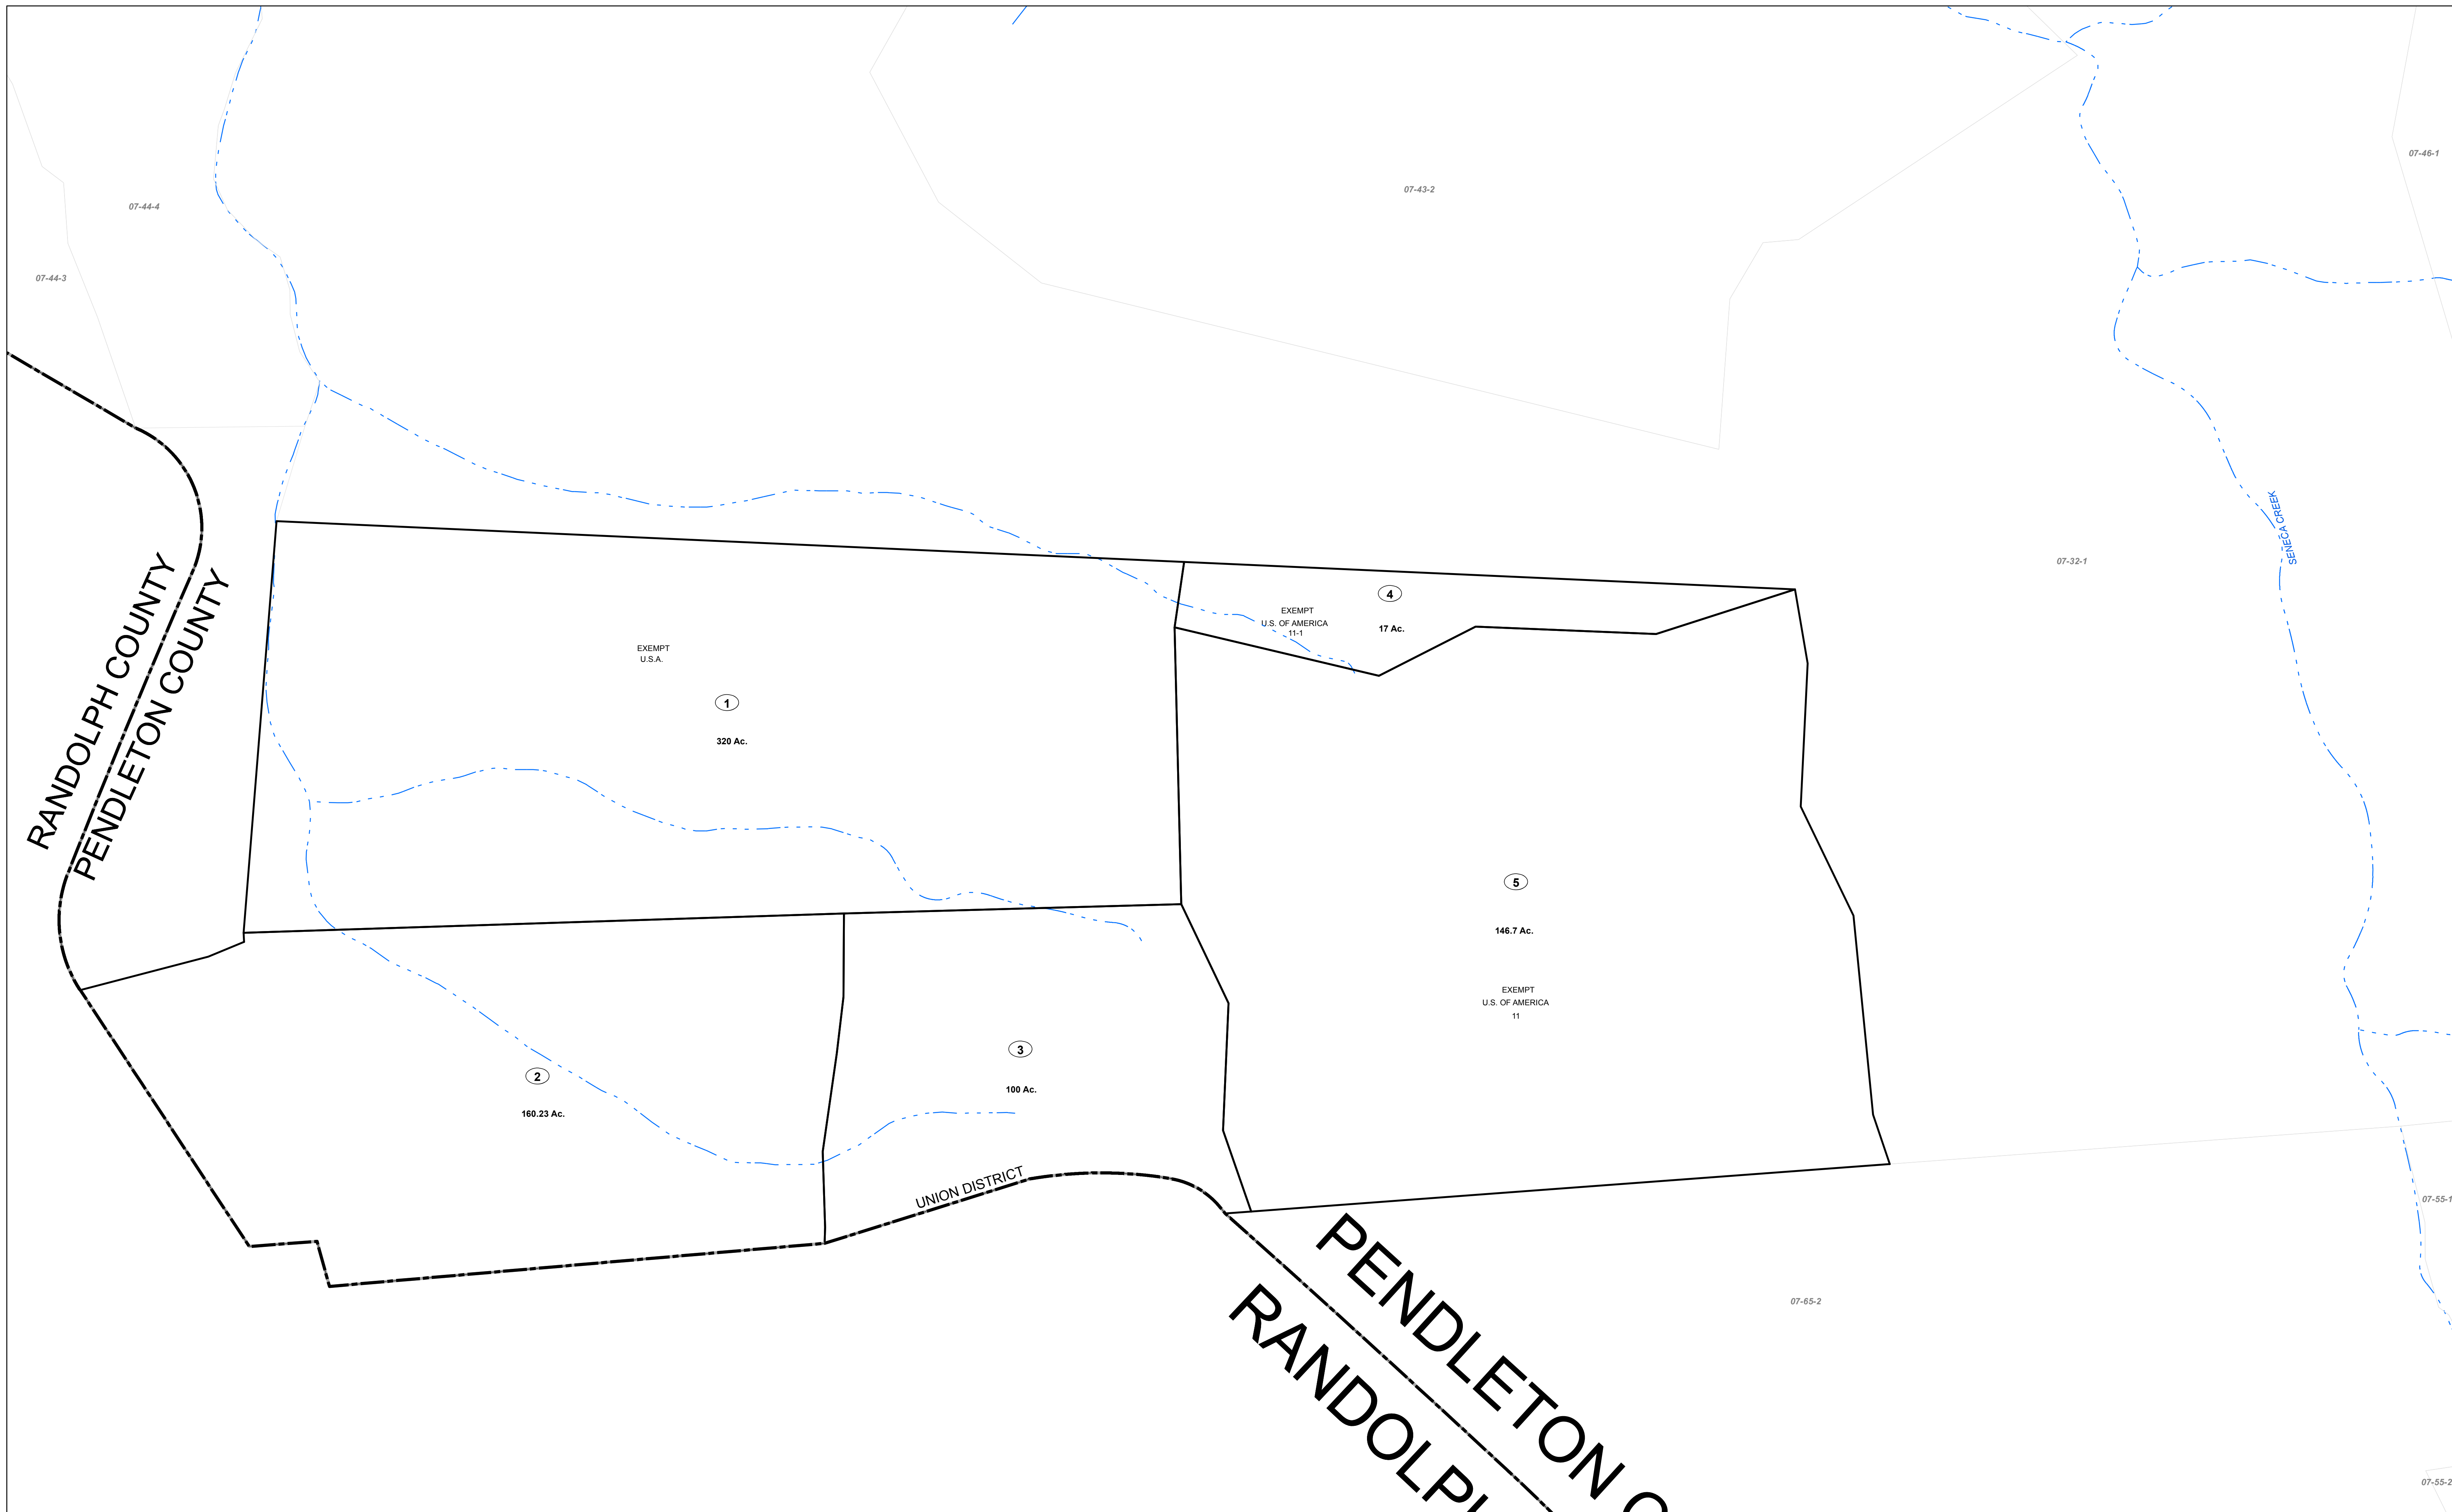 07-46-1
07-43-2
07-44-4
07-44-3
SENECA CREEK
07-32-1
4
EXEMPT
U.S. OF AMERICA
11-1
17 Ac.
EXEMPT
U.S.A.
1
320 Ac.
RANDOLPH COUNTY
PENDLETON COUNTY
5
146.7 Ac.
EXEMPT
U.S. OF AMERICA
11
3
100 Ac.
2
160.23 Ac.
UNION DISTRICT
07-55-1
07-65-2
PENDLETON
RANDOLPH
07-55-2